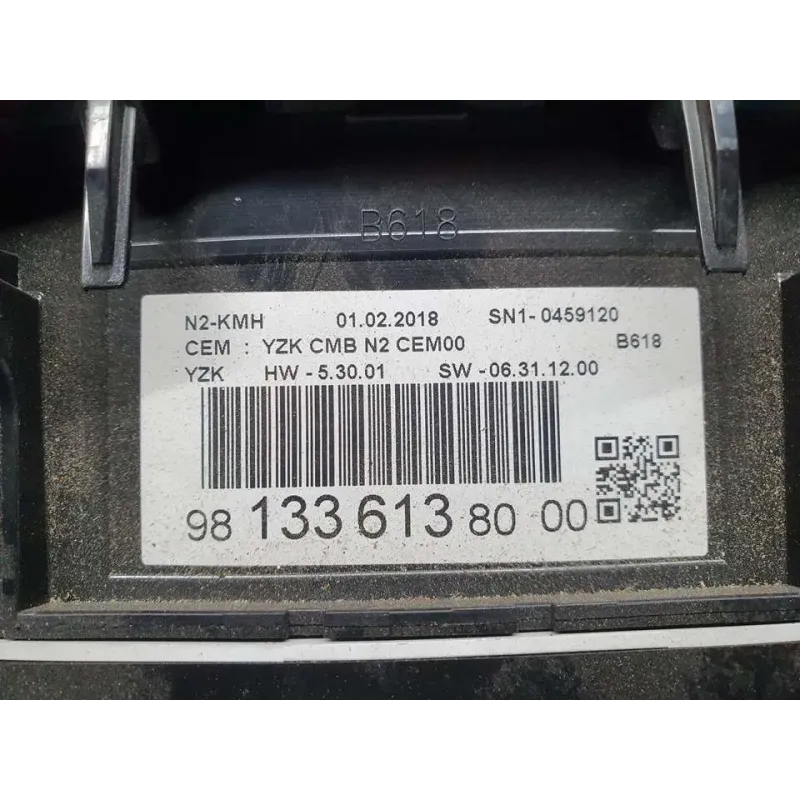 B618
N2-KMH 01.02.2018 SN1- 0459120
CEM : YZK CMB N2 CEM00 B618
YZK HW - 5.30.01 SW - 06.31.12.00
98 133 613 80 00